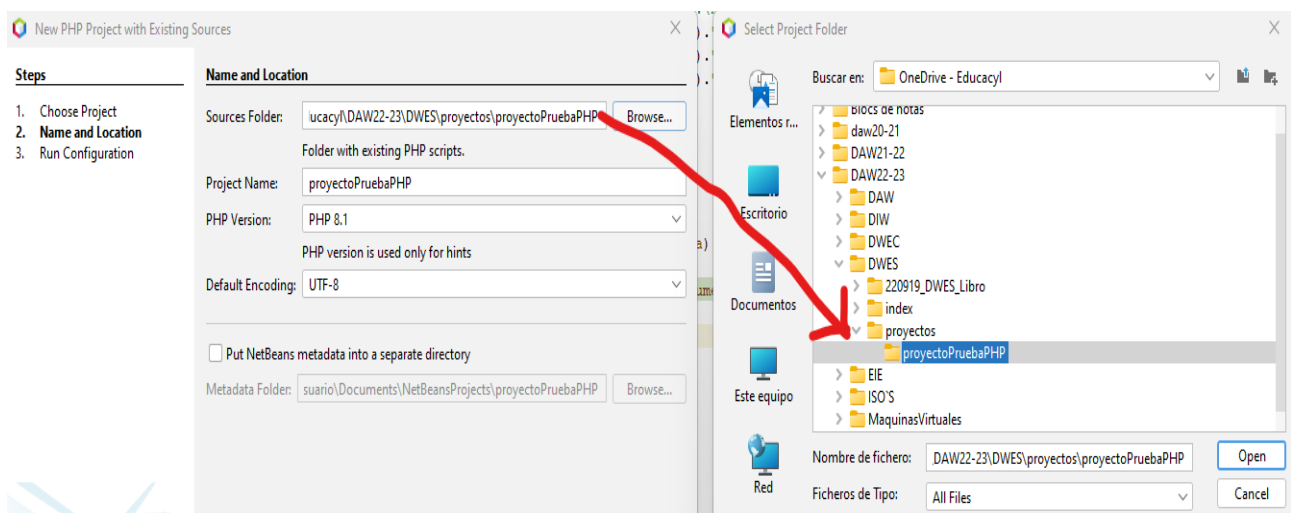 New PHP Project with Existing Sources
Steps
1. Choose Project
2. Name and Location
3. Run Configuration
Name and Location
Sources Folder: ucacyl\DAW22-23\DWES\proyectos\proyectoPruebaPHP Browse...
Folder with existing PHP scripts.
Project Name: proyectoPruebaPHP
PHP Version: PHP 8.1
PHP version is used only for hints
Default Encoding: UTF-8
Put NetBeans metadata into a separate directory
Metadata Folder: suario\Documents\NetBeansProjects\proyectoPruebaPHP Browse...
Select Project Folder
Buscar en: OneDrive - Educacyl
Elementos r...
Escritorio
Documentos
Este equipo
Red
Blocs de notas
daw20-21
DAW21-22
DAW22-23
DAW
DIW
DWEC
DWES
220919_DWES_Libro
index
proyectos
proyectoPruebaPHP
EIE
ISO`S
MaquinasVirtuales
Nombre de fichero: DAW22-23\DWES\proyectos\proyectoPruebaPHP Open
Ficheros de Tipo: All Files Cancel